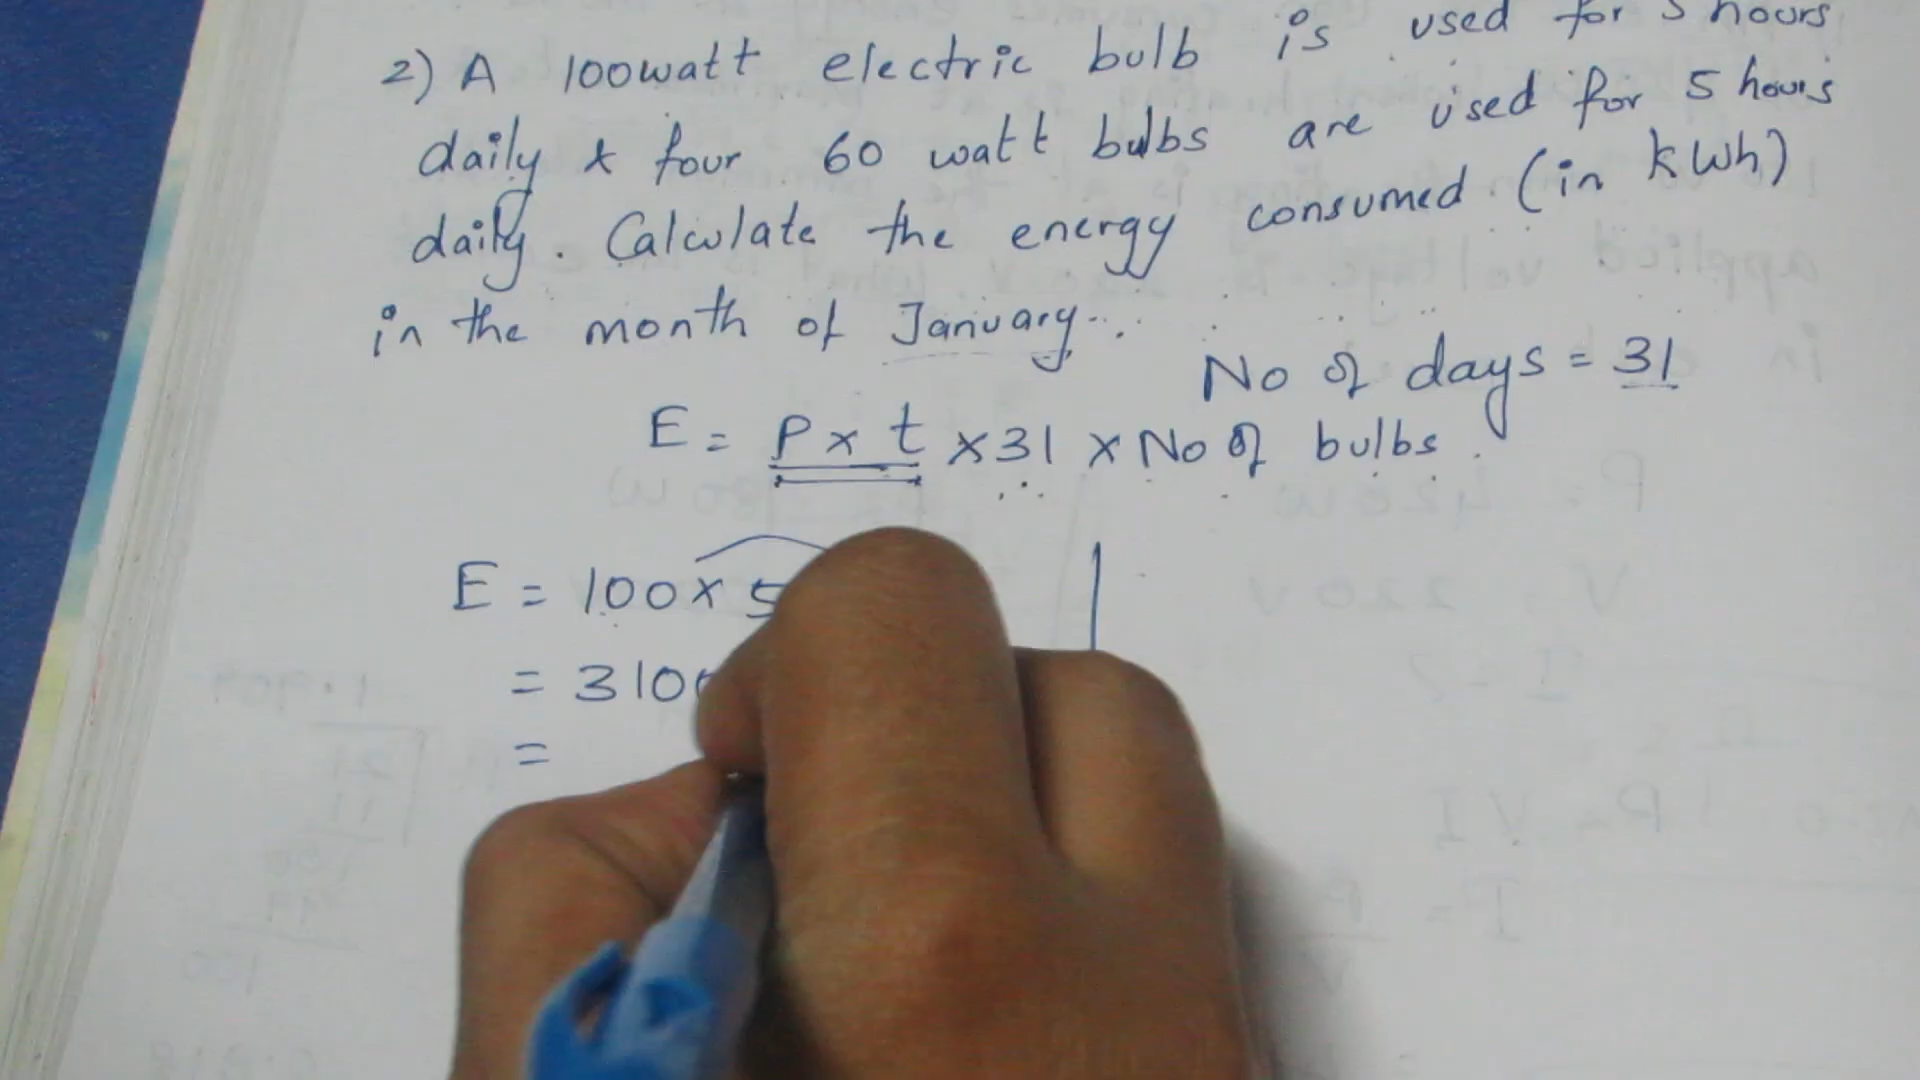 2) A 100watt electric bulb is used for 5 hours
daily & four 60 watt bulbs are used for 5 hours
daily. Calculate the energy consumed (in kWh)
in the month of January.
No of days = 31
E = P x t x 31 x No of bulbs
E = 100 x 5
= 310
=